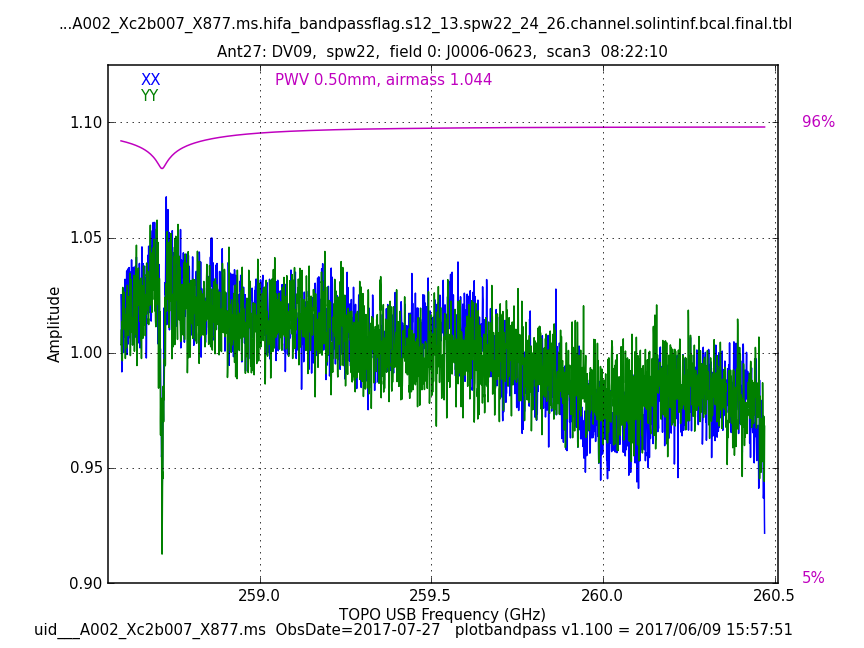 ...A002_Xc2b007_X877.ms.hifa_bandpassflag.s12_13.spw22_24_26.channel.solintinf.bcal.final.tbl
Ant27: DV09,  spw22,  field 0: J0006-0623,  scan3  08:22:10
XX
YY
PWV 0.50mm, airmass 1.044
96%
5%
1.10
1.05
1.00
0.95
0.90
Amplitude
259.0 259.5 260.0 260.5
TOPO USB Frequency (GHz)
uid___A002_Xc2b007_X877.ms  ObsDate=2017-07-27   plotbandpass v1.100 = 2017/06/09 15:57:51